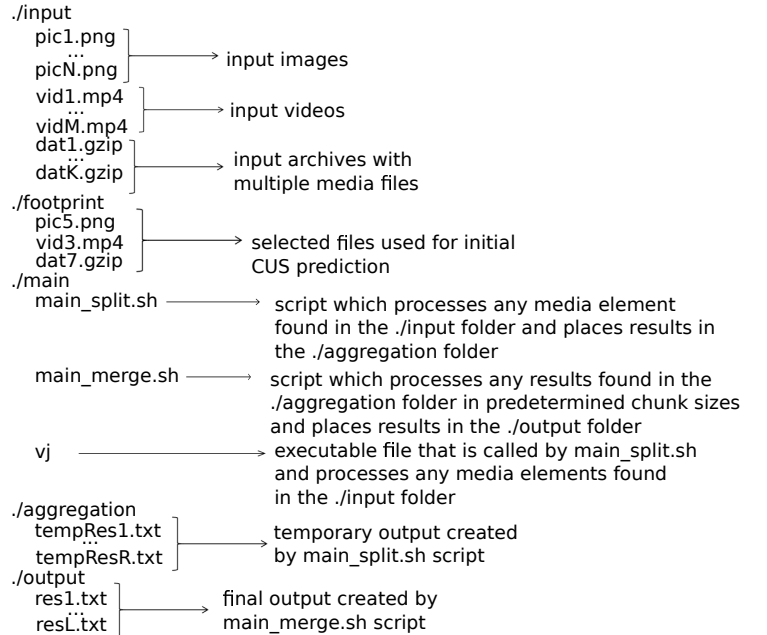 ./input
pic1.png
...
picN.png
input images
vid1.mp4
...
vidM.mp4
input videos
dat1.gzip
...
datK.gzip
input archives with
multiple media files
./footprint
pic5.png
vid3.mp4
dat7.gzip
selected files used for initial
CUS prediction
./main
main_split.sh
script which processes any media element
found in the ./input folder and places results in
the ./aggregation folder
main_merge.sh
script which processes any results found in the
./aggregation folder in predetermined chunk sizes
and places results in the ./output folder
vj
executable file that is called by main_split.sh
and processes any media elements found
in the ./input folder
./aggregation
tempRes1.txt
...
tempResR.txt
temporary output created
by main_split.sh script
./output
res1.txt
...
resL.txt
final output created by
main_merge.sh script